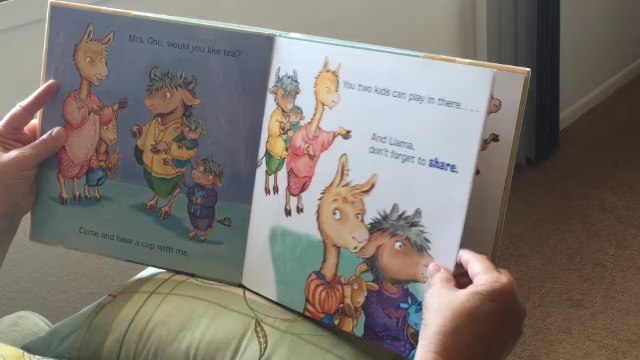 Mrs. Gnu, would you like tea?
Come and have a cup with me.
You two kids can play in there.....
And Llama,
don't forget to share.